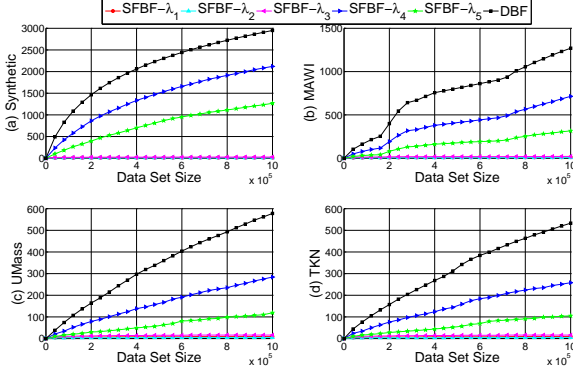 SFBF−λ1 SFBF−λ2 SFBF−λ3 SFBF−λ4 SFBF−λ5 DBF
3000
2500
2000
1500
1000
500
0
0 2 4 6 8 10
x 10^5
Data Set Size
(a) Synthetic
1500
1000
500
0
0 2 4 6 8 10
x 10^5
Data Set Size
(b) MAWI
600
500
400
300
200
100
0
0 2 4 6 8 10
x 10^5
Data Set Size
(c) UMass
600
500
400
300
200
100
0
0 2 4 6 8 10
x 10^5
Data Set Size
(d) TKN